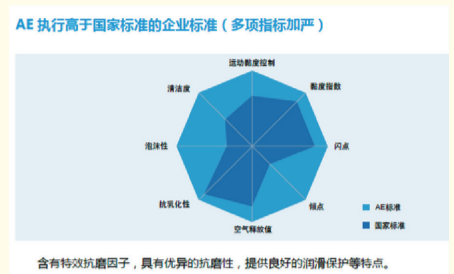 AE 执行高于国家标准的企业标准（多项指标加严）
运动黏度控制
清洁度
黏度指数
泡沫性
闪点
抗乳化性
倾点
空气释放值
AE标准
国家标准
含有特效抗磨因子，具有优异的抗磨性，提供良好的润滑保护等特点。